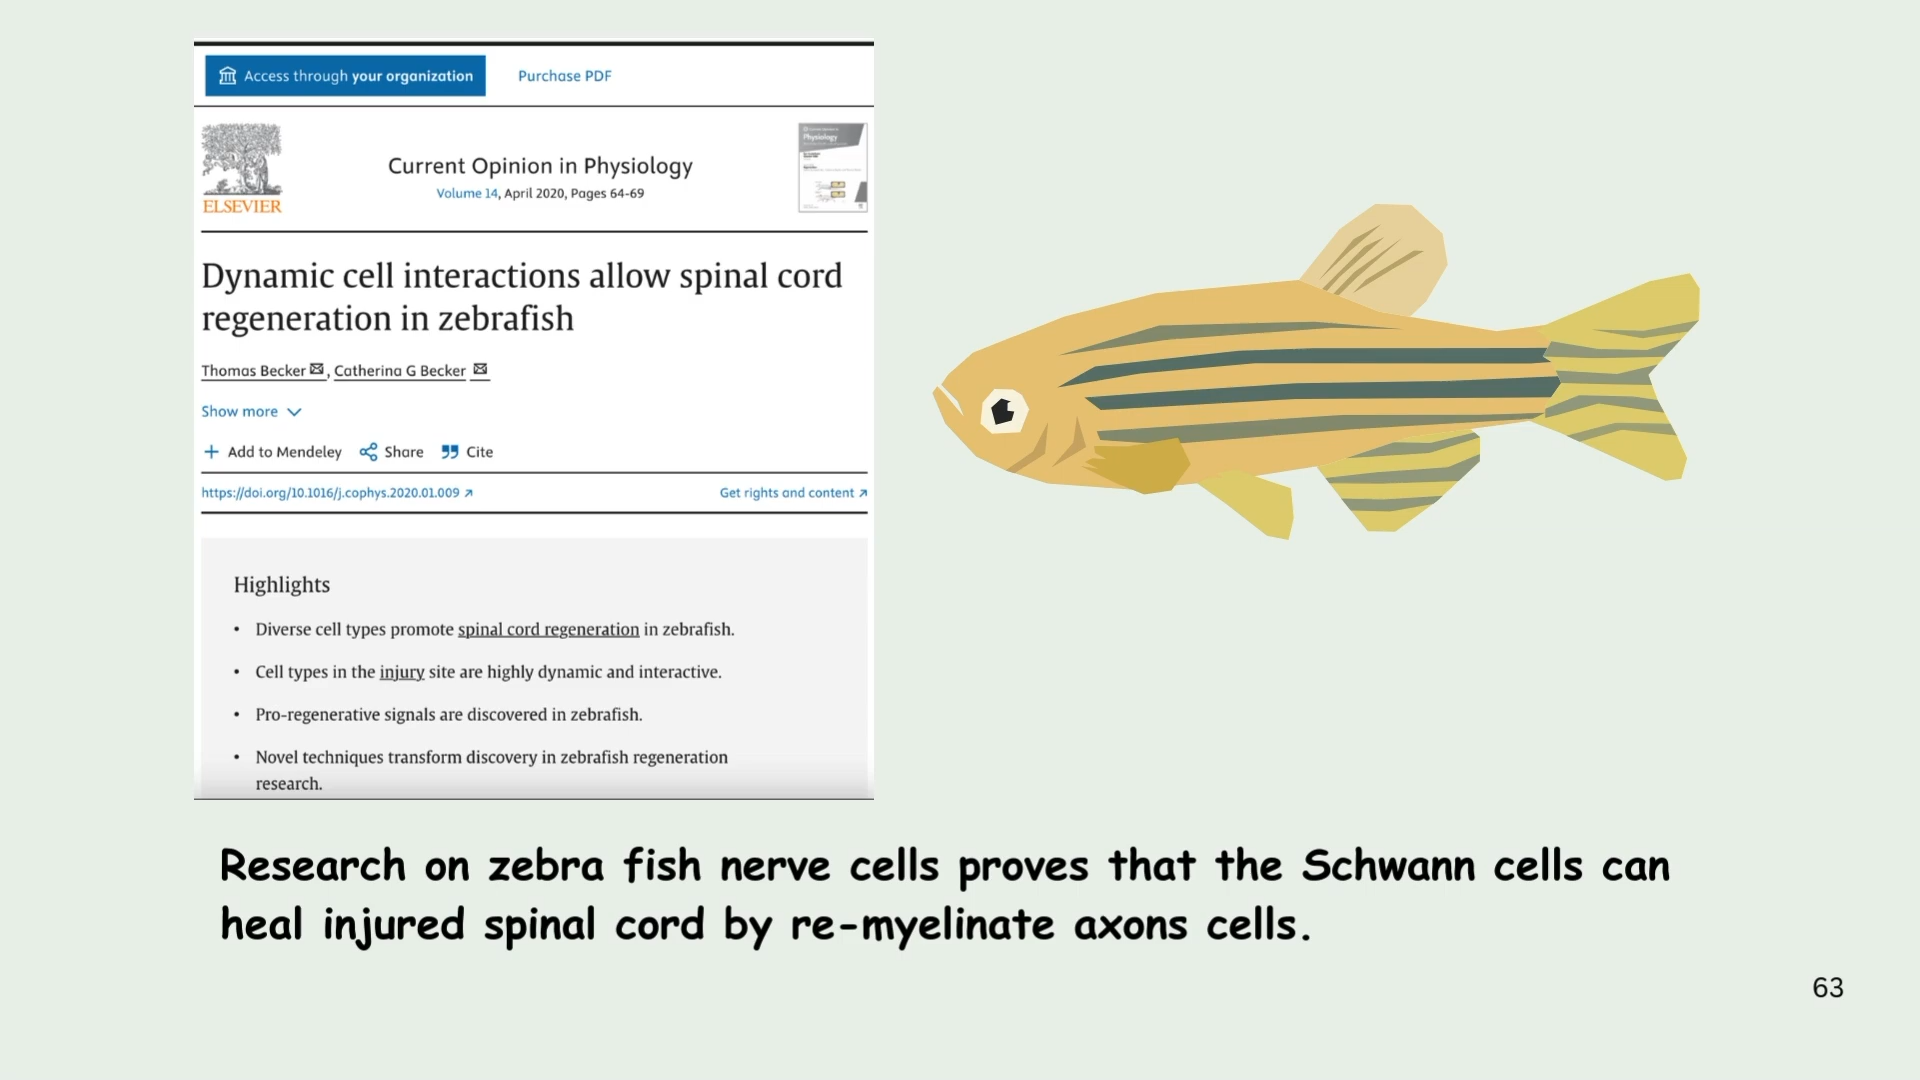 Access through your organization Purchase PDF
ELSEVIER
Current Opinion in Physiology
Volume 14, April 2020, Pages 64-69
Physiology
Dynamic cell interactions allow spinal cord
regeneration in zebrafish
Thomas Becker, Catherina G Becker
Show more
Add to Mendeley Share Cite
https://doi.org/10.1016/j.cophys.2020.01.009 Get rights and content
Highlights
• Diverse cell types promote spinal cord regeneration in zebrafish.
• Cell types in the injury site are highly dynamic and interactive.
• Pro-regenerative signals are discovered in zebrafish.
• Novel techniques transform discovery in zebrafish regeneration
research.
Research on zebra fish nerve cells proves that the Schwann cells can
heal injured spinal cord by re-myelinate axons cells.
63